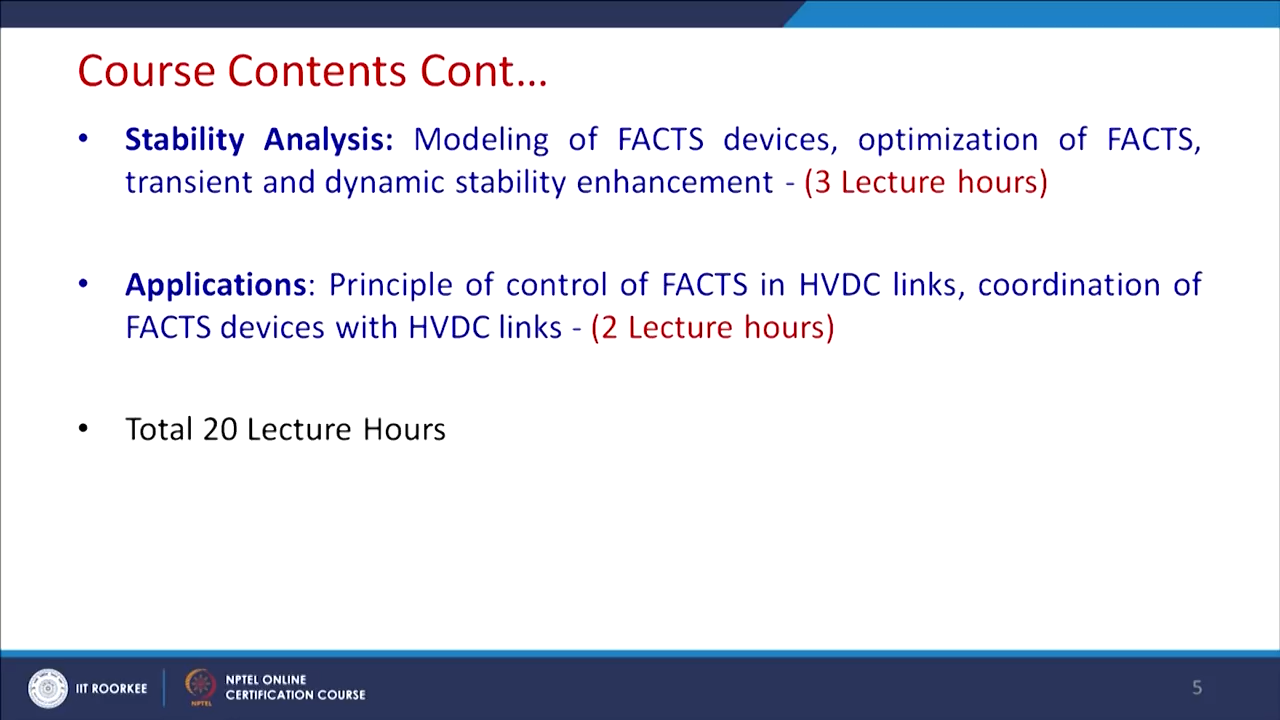 Course Contents Cont...
• Stability Analysis: Modeling of FACTS devices, optimization of FACTS,
transient and dynamic stability enhancement - (3 Lecture hours)
• Applications: Principle of control of FACTS in HVDC links, coordination of
FACTS devices with HVDC links - (2 Lecture hours)
• Total 20 Lecture Hours
IIT ROORKEE
NPTEL
NPTEL ONLINE
CERTIFICATION COURSE
5